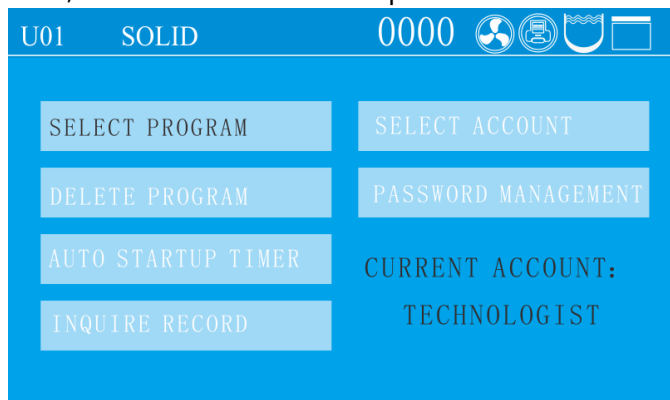 U01 SOLID 0000
SELECT PROGRAM
SELECT ACCOUNT
DELETE PROGRAM
PASSWORD MANAGEMENT
AUTO STARTUP TIMER
CURRENT ACCOUNT:
TECHNOLOGIST
INQUIRE RECORD